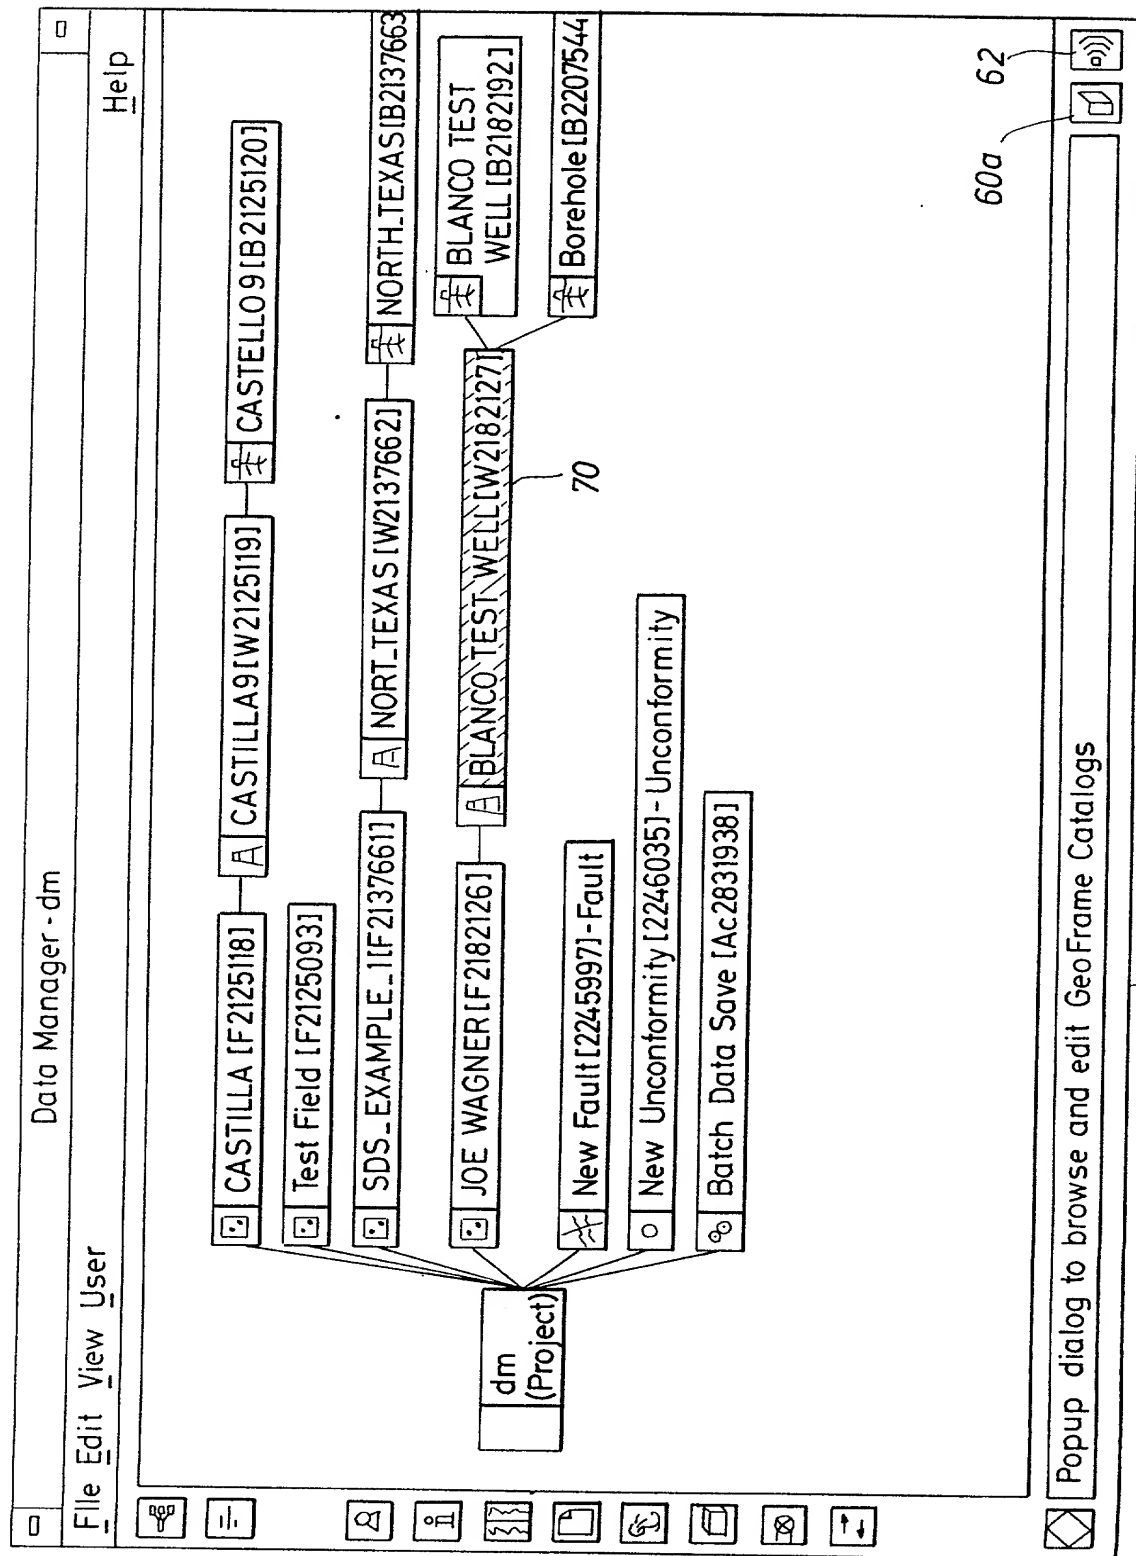 Data Manager - dm
FIle Edit View User Help
CASTILLA [F2125118]
CASTILLA9[W2125119]
CASTELLO9[B2125120]
Test Field [F2125093]
SDS_EXAMPLE_1[F2137661]
NORT_TEXAS[W2137662]
NORTH_TEXAS[B2137663
JOE WAGNER[F2182126]
BLANCO TEST WELL[W2182127]
BLANCO TEST
WELL [B2182192]
Borehole[B2207544
70
dm
(Project)
New Fault[2245997]-Fault
New Unconformity[2246035]-Unconformity
Batch Data Save [Ac2831938]
60a
62
Popup dialog to browse and edit GeoFrame Catalogs